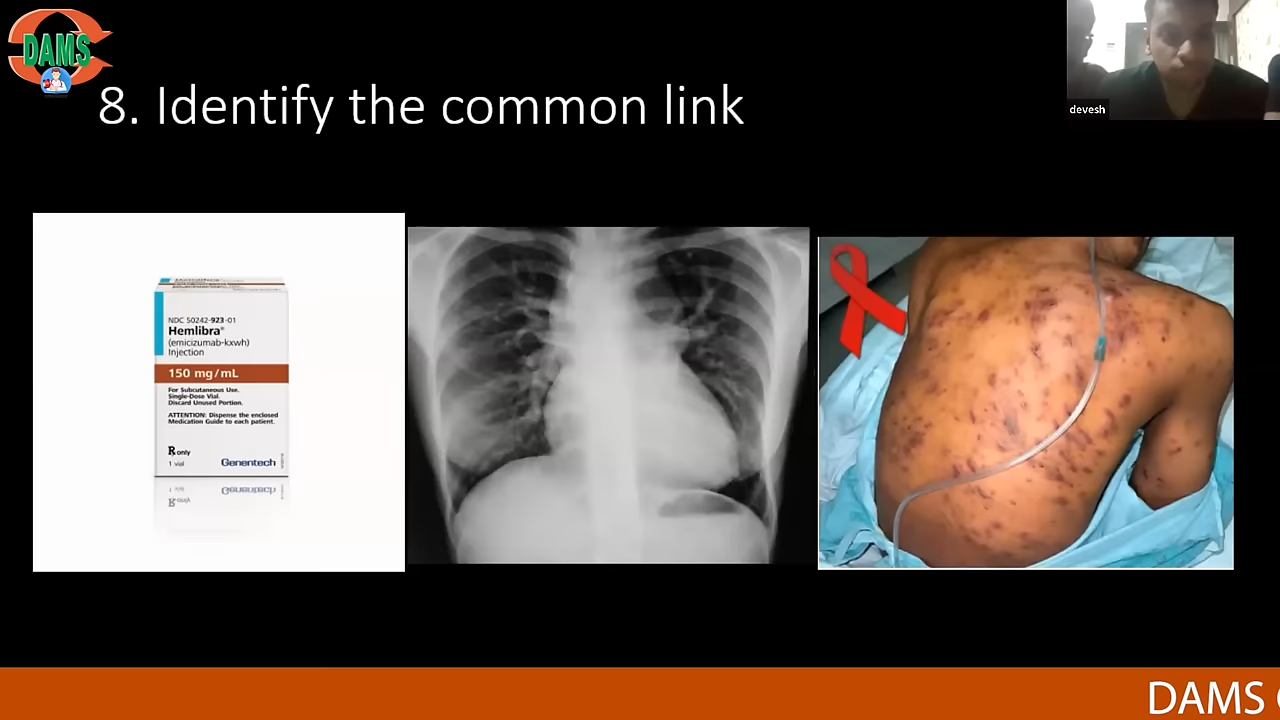 DAMS
8. Identify the common link
devesh
NDC 50242-923-01
Hemlibra®
(emicizumab-kxwh)
Injection
150 mg/mL
For Subcutaneous Use.
Single-Dose Vial.
Discard Unused Portion.
ATTENTION: Dispense the enclosed
Medication Guide to each patient.
Rx only
1 vial
Genentech
DAMS